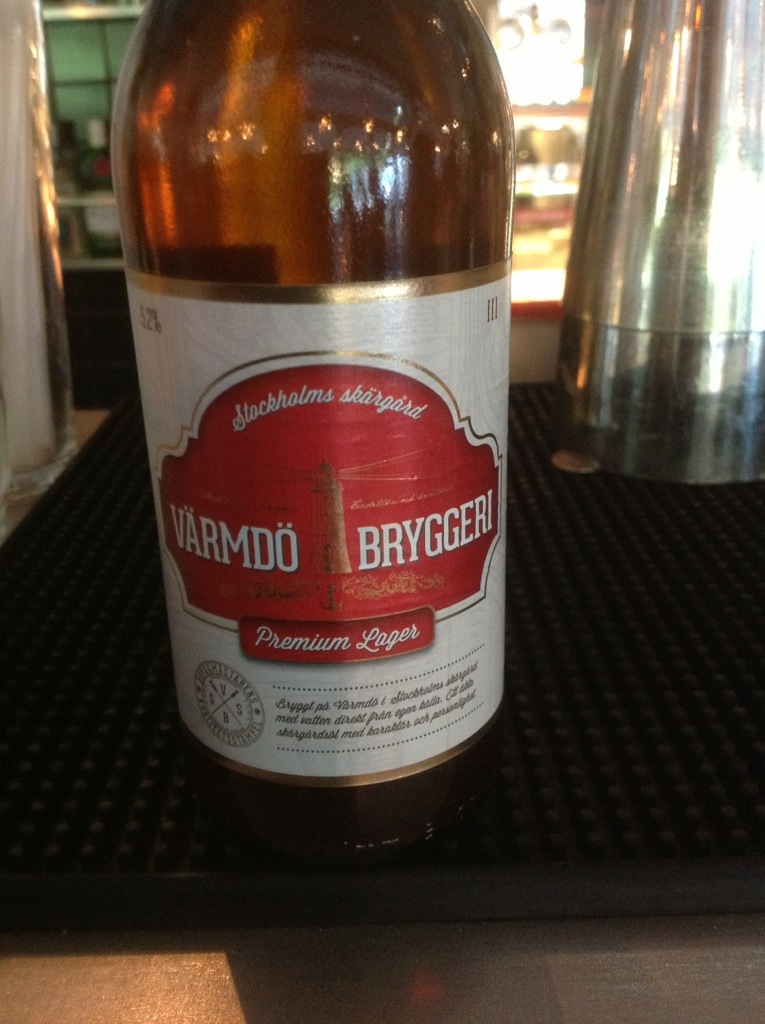 5.2%
III
Stockholms skärgård
VÄRMDÖ BRYGGERI
Premium Lager
V
S
B
Bryggt på Värmdö i Stockholms skärgård
med vatten direkt från egen källa. Ett äkta
skärgårdsöl med karaktär och personlighet.